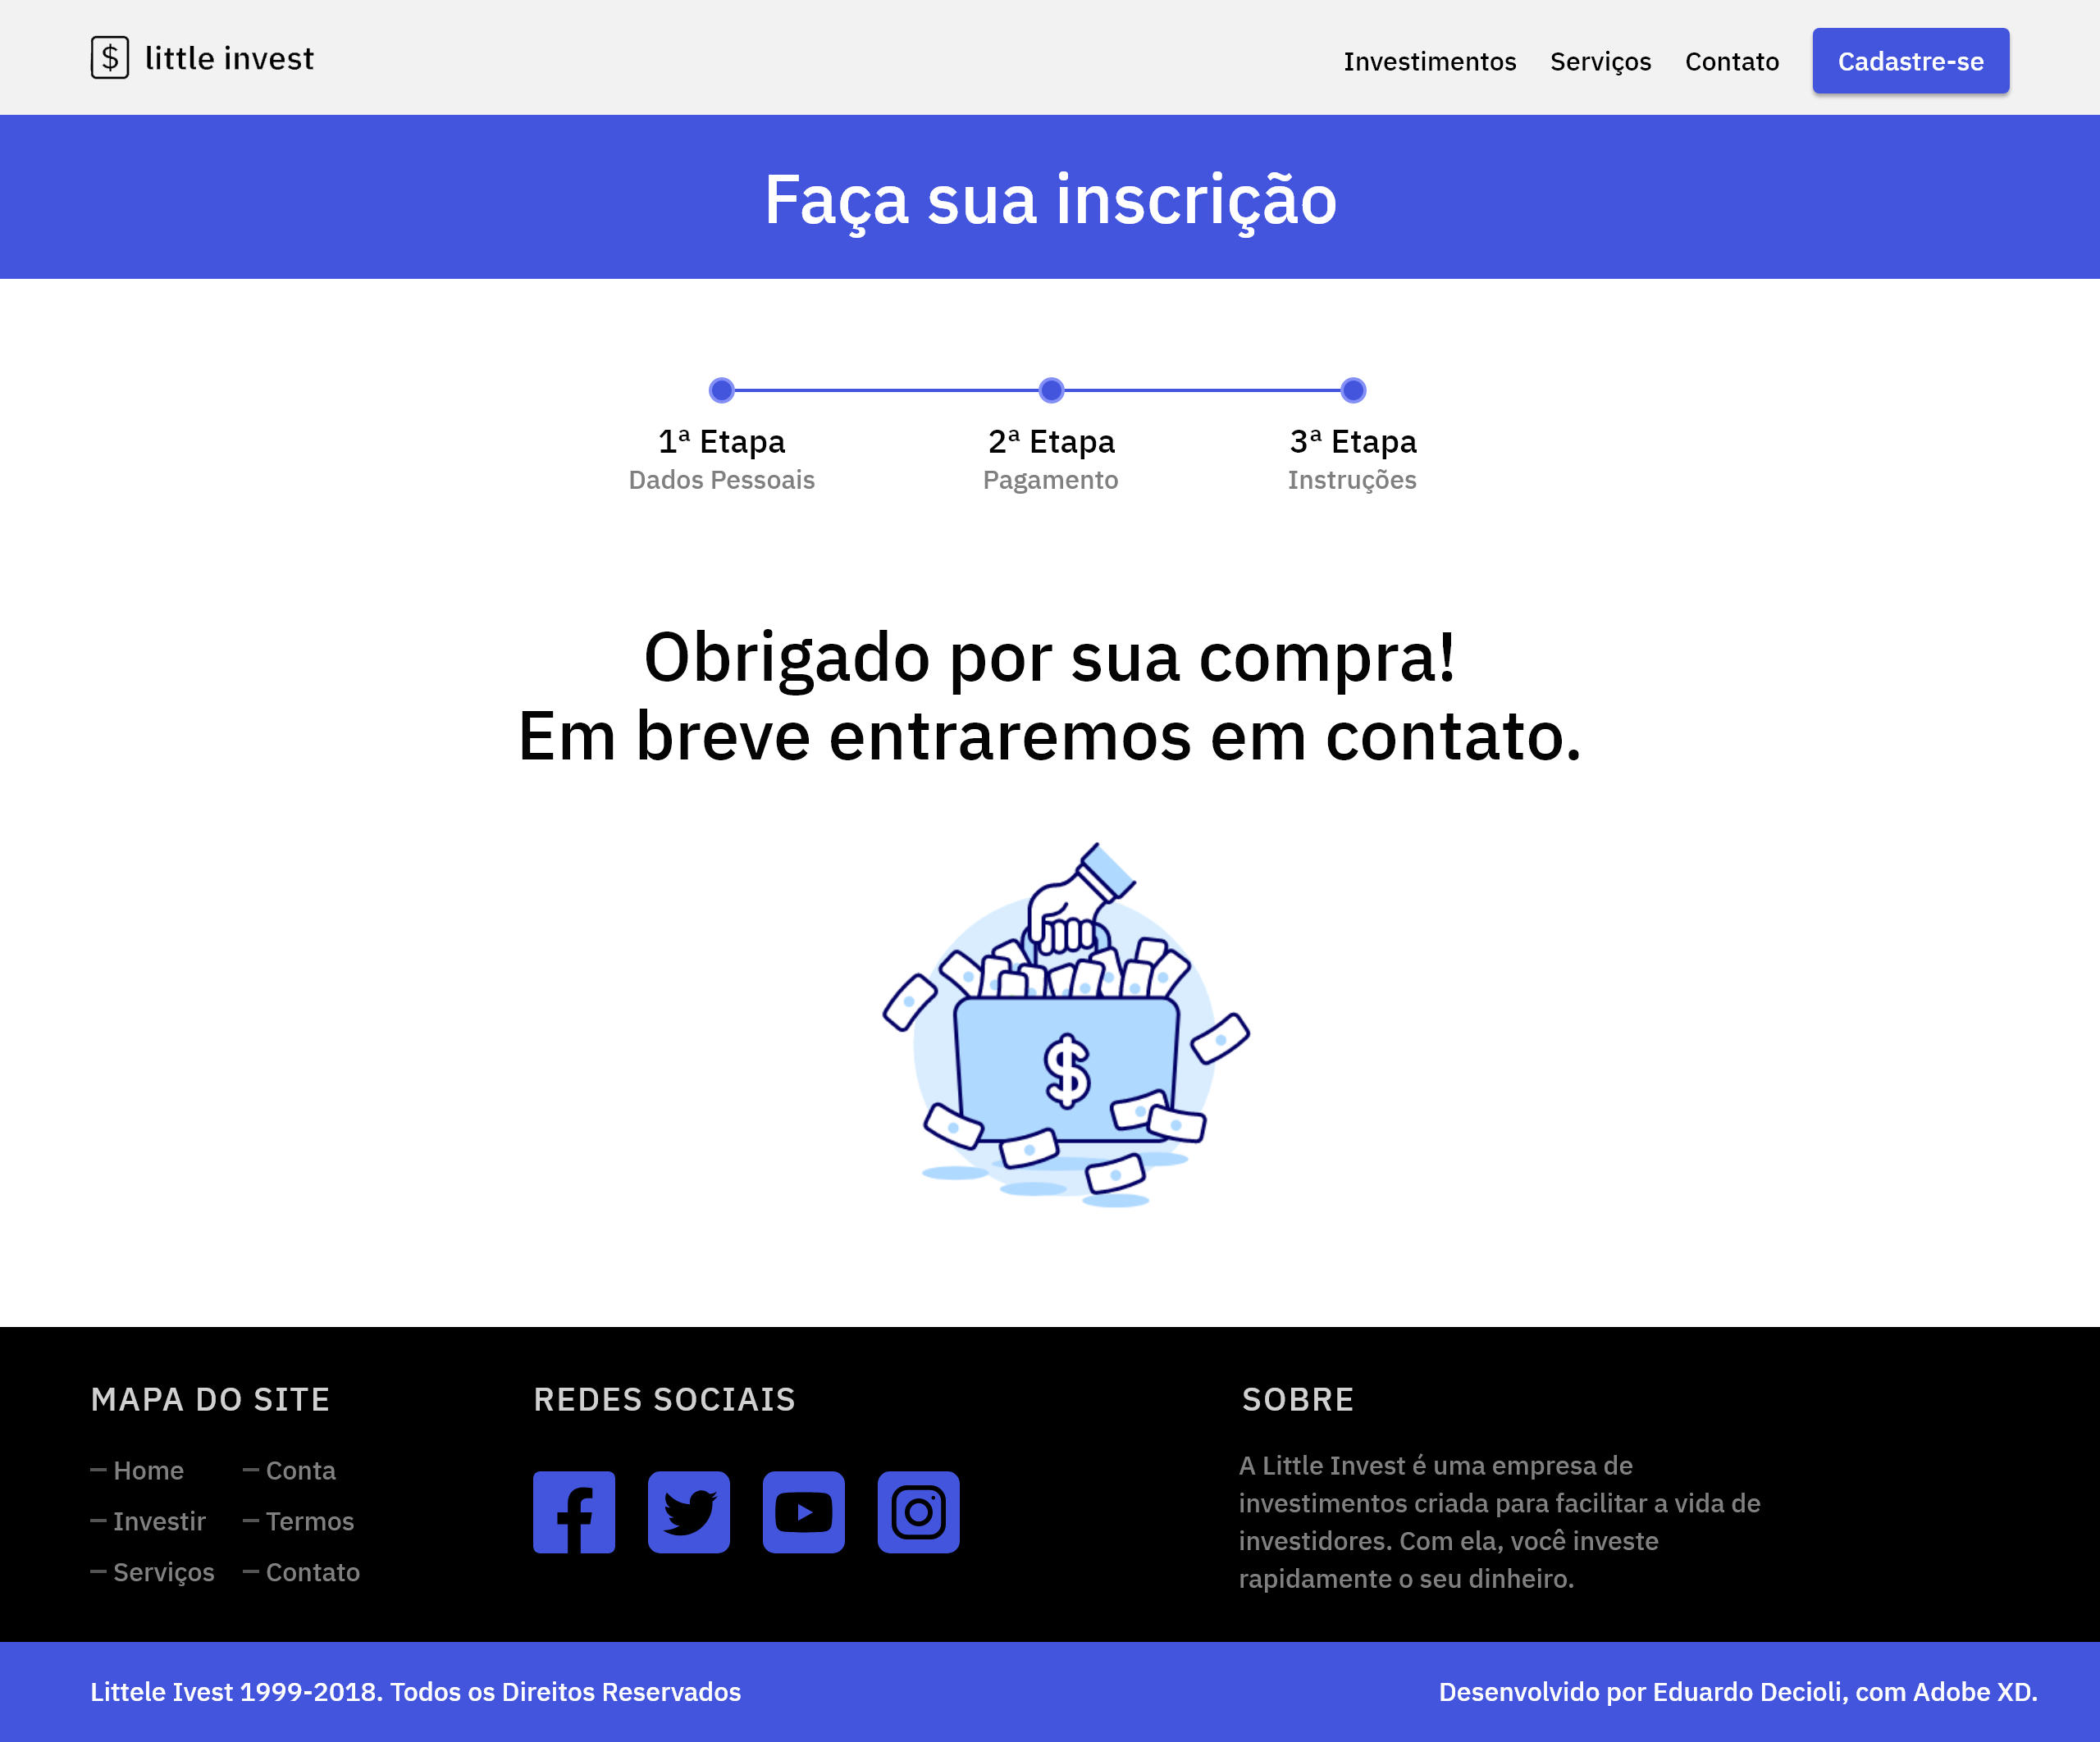 $ little invest
Investimentos Serviços Contato Cadastre-se
Faça sua inscrição
1ª Etapa 2ª Etapa 3ª Etapa
Dados Pessoais Pagamento Instruções
Obrigado por sua compra!
Em breve entraremos em contato.
$
MAPA DO SITE
Home Conta
Investir Termos
Serviços Contato
REDES SOCIAIS
SOBRE
A Little Invest é uma empresa de
investimentos criada para facilitar a vida de
investidores. Com ela, você investe
rapidamente o seu dinheiro.
Littele Ivest 1999-2018. Todos os Direitos Reservados
Desenvolvido por Eduardo Decioli, com Adobe XD.